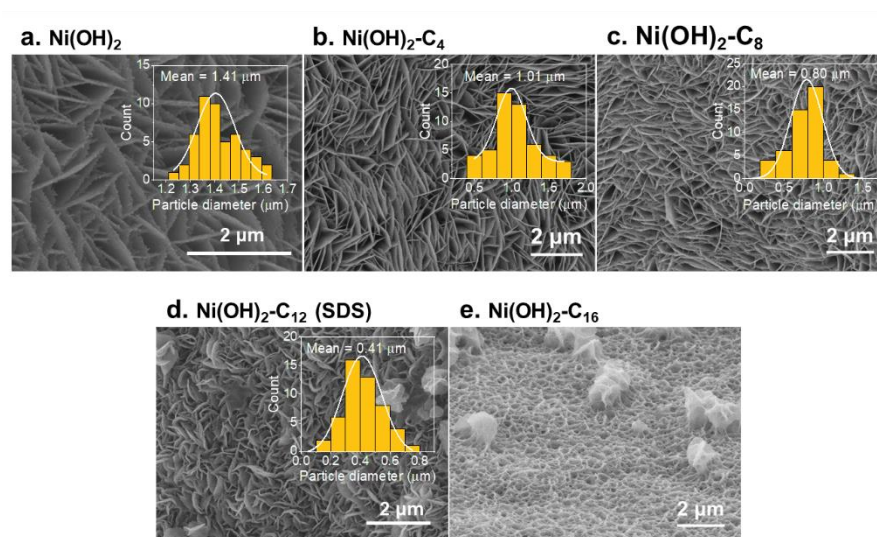 a. Ni(OH)₂
Mean = 1.41 μm
Count
15
10
5
0
1.2 1.3 1.4 1.5 1.6 1.7
Particle diameter (μm)
2 μm
b. Ni(OH)₂-C₄
Mean = 1.01 μm
Count
20
15
10
5
0
0.5 1.0 1.5 2.0
Particle diameter (μm)
2 μm
c. Ni(OH)₂-C₈
Mean = 0.80 μm
Count
25
20
15
10
5
0
0.0 0.5 1.0 1.5
Particle diameter (μm)
2 μm
d. Ni(OH)₂-C₁₂ (SDS)
Mean = 0.41 μm
Count
20
15
10
5
0
0.0 0.2 0.4 0.6 0.8
Particle diameter (μm)
2 μm
e. Ni(OH)₂-C₁₆
2 μm